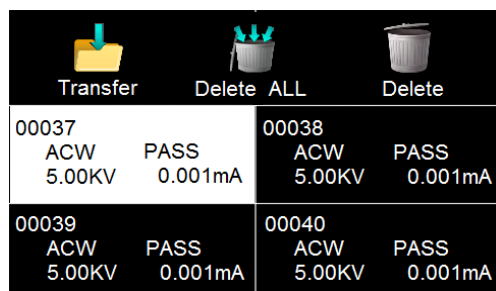 Transfer Delete ALL Delete
00037 00038
ACW PASS ACW PASS
5.00KV 0.001mA 5.00KV 0.001mA
00039 00040
ACW PASS ACW PASS
5.00KV 0.001mA 5.00KV 0.001mA